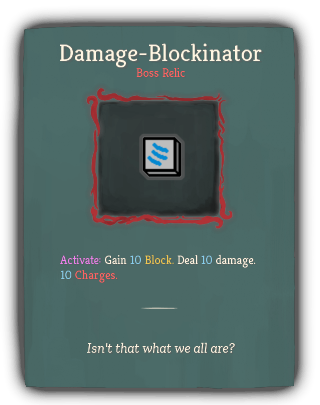 Damage-Blockinator
Boss Relic
Activate: Gain 10 Block. Deal 10 damage.
10 Charges.
Isn't that what we all are?